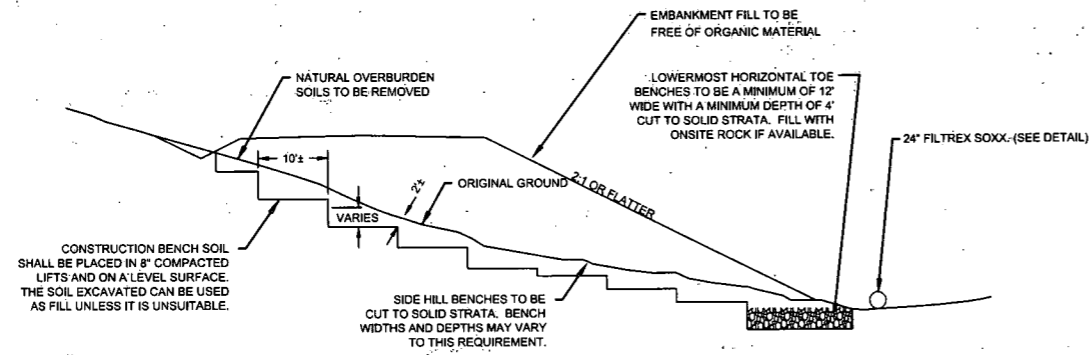 EMBANKMENT FILL TO BE
FREE OF ORGANIC MATERIAL
NATURAL OVERBURDEN
SOILS TO BE REMOVED
LOWERMOST HORIZONTAL TOE
BENCHES TO BE A MINIMUM OF 12'
WIDE WITH A MINIMUM DEPTH OF 4'
CUT TO SOLID STRATA. FILL WITH
ONSITE ROCK IF AVAILABLE.
24" FILTREX SOXX. (SEE DETAIL)
10'±
2'±
ORIGINAL GROUND
2:1 OR FLATTER
VARIES
CONSTRUCTION BENCH SOIL
SHALL BE PLACED IN 8" COMPACTED
LIFTS AND ON A LEVEL SURFACE.
THE SOIL EXCAVATED CAN BE USED
AS FILL UNLESS IT IS UNSUITABLE.
SIDE HILL BENCHES TO BE
CUT TO SOLID STRATA. BENCH
WIDTHS AND DEPTHS MAY VARY
TO THIS REQUIREMENT.